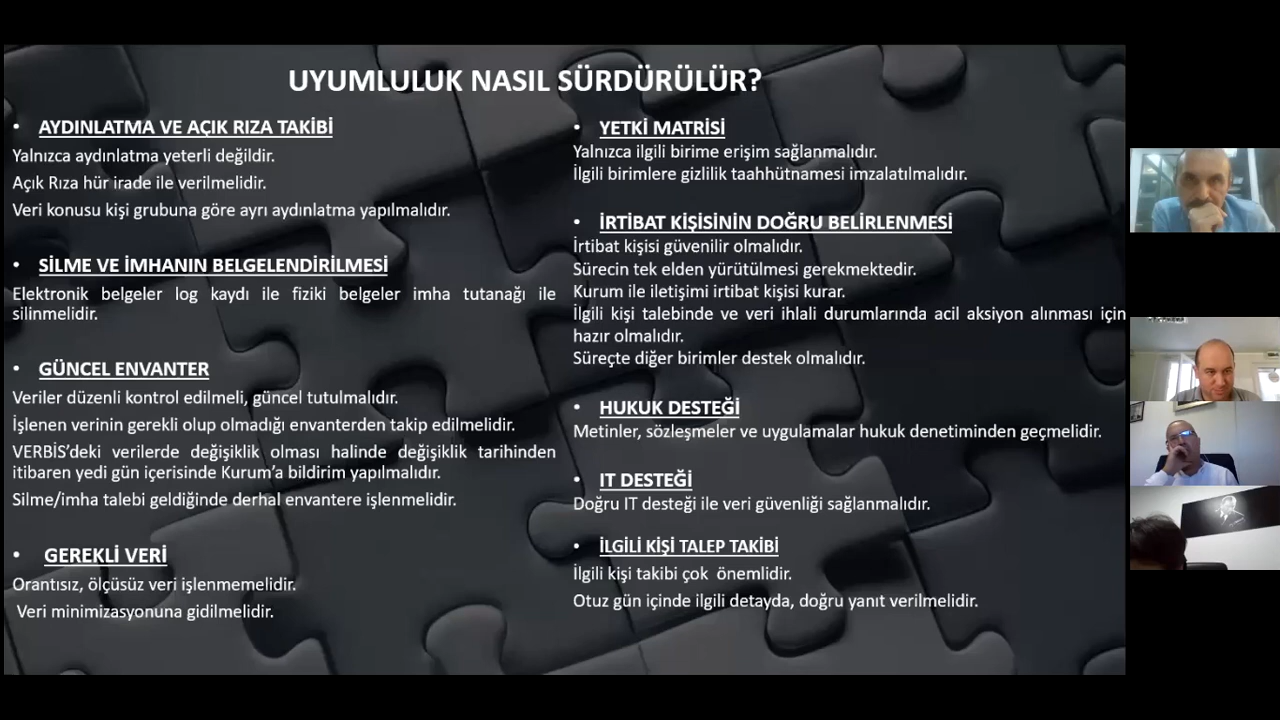 UYUMLULUK NASIL SÜRDÜRÜLÜR?
• AYDINLATMA VE AÇIK RIZA TAKİBİ
Yalnızca aydınlatma yeterli değildir.
Açık Rıza hür irade ile verilmelidir.
Veri konusu kişi grubuna göre ayrı aydınlatma yapılmalıdır.
• SİLME VE İMHANIN BELGELENDİRİLMESİ
Elektronik belgeler log kaydı ile fiziki belgeler imha tutanağı ile
silinmelidir.
• GÜNCEL ENVANTER
Veriler düzenli kontrol edilmeli, güncel tutulmalıdır.
İşlenen verinin gerekli olup olmadığı envanterden takip edilmelidir.
VERBİS’deki verilerde değişiklik olması halinde değişiklik tarihinden
itibaren yedi gün içerisinde Kurum’a bildirim yapılmalıdır.
Silme/imha talebi geldiğinde derhal envantere işlenmelidir.
• GEREKLİ VERİ
Orantısız, ölçüsüz veri işlenmemelidir.
Veri minimizasyonuna gidilmelidir.
• YETKİ MATRİSİ
Yalnızca ilgili birime erişim sağlanmalıdır.
İlgili birimlere gizlilik taahhütnamesi imzalatılmalıdır.
• İRTİBAT KİŞİSİNİN DOĞRU BELİRLENMESİ
İrtibat kişisi güvenilir olmalıdır.
Sürecin tek elden yürütülmesi gerekmektedir.
Kurum ile iletişimi irtibat kişisi kurar.
İlgili kişi talebinde ve veri ihlali durumlarında acil aksiyon alınması için
hazır olmalıdır.
Süreçte diğer birimler destek olmalıdır.
• HUKUK DESTEĞİ
Metinler, sözleşmeler ve uygulamalar hukuk denetiminden geçmelidir.
• IT DESTEĞİ
Doğru IT desteği ile veri güvenliği sağlanmalıdır.
• İLGİLİ KİŞİ TALEP TAKİBİ
İlgili kişi takibi çok önemlidir.
Otuz gün içinde ilgili detayda, doğru yanıt verilmelidir.